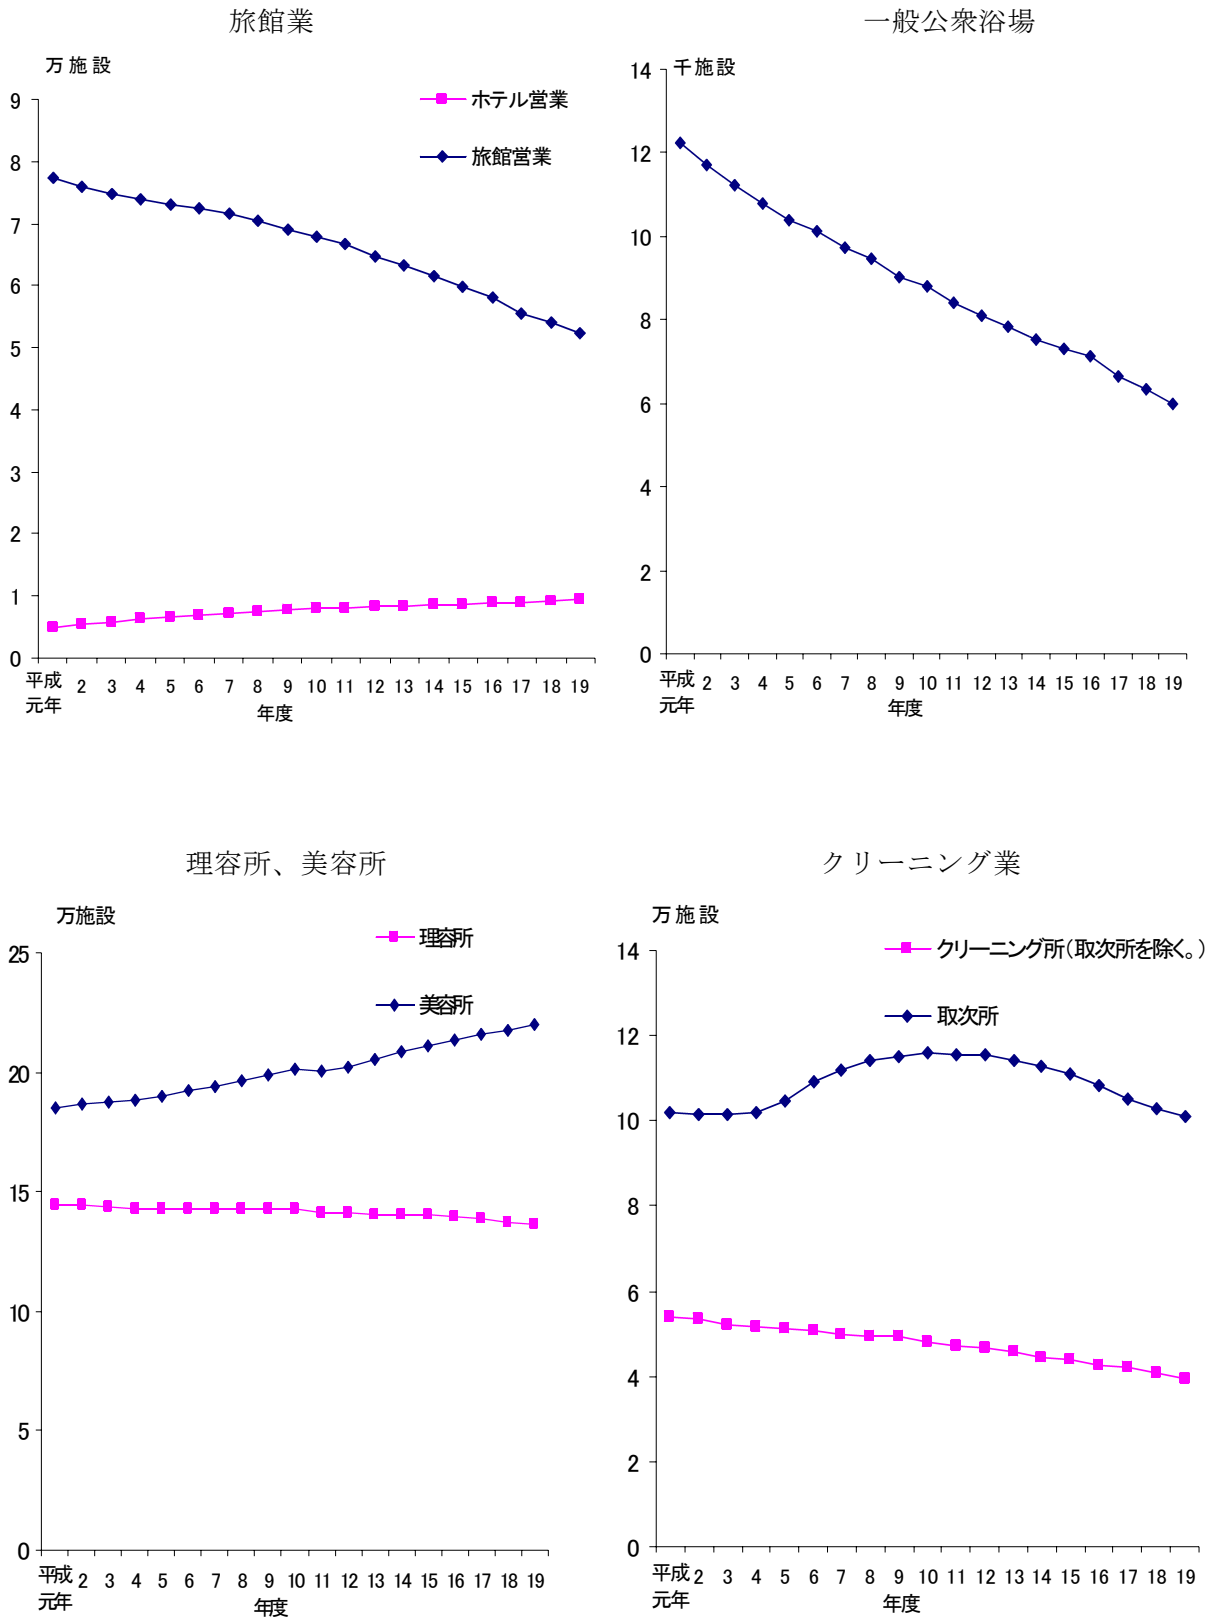 旅館業
万施設
9
8
7
6
5
4
3
2
1
0
ホテル営業
旅館営業
平成
元年 2 3 4 5 6 7 8 9 10 11 12 13 14 15 16 17 18 19
年度
一般公衆浴場
千施設
14
12
10
8
6
4
2
0
平成
元年 2 3 4 5 6 7 8 9 10 11 12 13 14 15 16 17 18 19
年度
理容所、美容所
万施設
25
20
15
10
5
0
理容所
美容所
平成
元年 2 3 4 5 6 7 8 9 10 11 12 13 14 15 16 17 18 19
年度
クリーニング業
万施設
14
12
10
8
6
4
2
0
クリーニング所(取次所を除く。)
取次所
平成
元年 2 3 4 5 6 7 8 9 10 11 12 13 14 15 16 17 18 19
年度